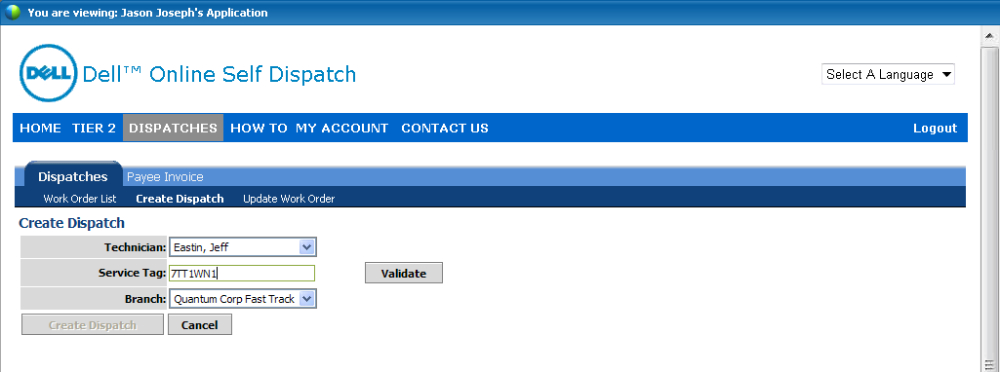 You are viewing: Jason Joseph's Application
DELL Dell™ Online Self Dispatch
Select A Language
HOME TIER 2 DISPATCHES HOW TO MY ACCOUNT CONTACT US Logout
Dispatches Payee Invoice
Work Order List Create Dispatch Update Work Order
Create Dispatch
Technician: Eastin, Jeff
Service Tag: 7TT1WN1 Validate
Branch: Quantum Corp Fast Track
Create Dispatch Cancel